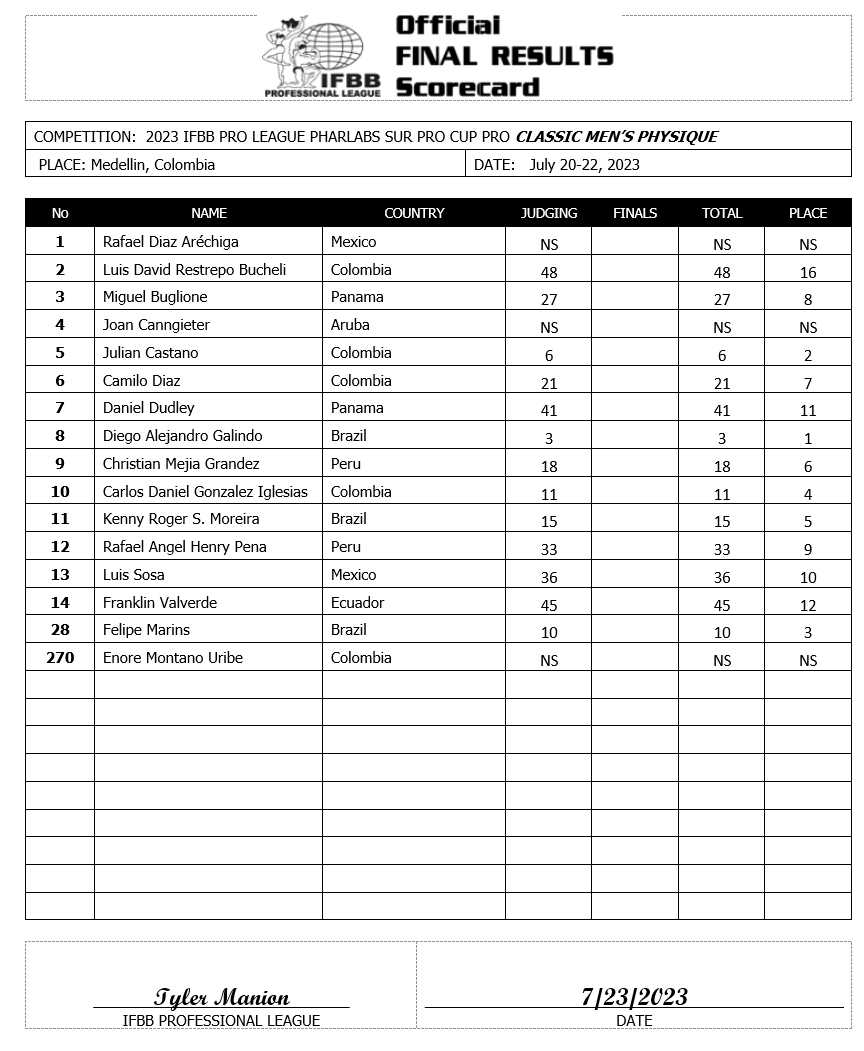 Official
FINAL RESULTS
Scorecard
IFBB
PROFESSIONAL LEAGUE
COMPETITION: 2023 IFBB PRO LEAGUE PHARLABS SUR PRO CUP PRO CLASSIC MEN'S PHYSIQUE
PLACE: Medellin, Colombia DATE: July 20-22, 2023
No NAME COUNTRY JUDGING FINALS TOTAL PLACE
1 Rafael Diaz Aréchiga Mexico NS NS NS
2 Luis David Restrepo Bucheli Colombia 48 48 16
3 Miguel Buglione Panama 27 27 8
4 Joan Canngieter Aruba NS NS NS
5 Julian Castano Colombia 6 6 2
6 Camilo Diaz Colombia 21 21 7
7 Daniel Dudley Panama 41 41 11
8 Diego Alejandro Galindo Brazil 3 3 1
9 Christian Mejia Grandez Peru 18 18 6
10 Carlos Daniel Gonzalez Iglesias Colombia 11 11 4
11 Kenny Roger S. Moreira Brazil 15 15 5
12 Rafael Angel Henry Pena Peru 33 33 9
13 Luis Sosa Mexico 36 36 10
14 Franklin Valverde Ecuador 45 45 12
28 Felipe Marins Brazil 10 10 3
270 Enore Montano Uribe Colombia NS NS NS
Tyler Manion 7/23/2023
IFBB PROFESSIONAL LEAGUE DATE